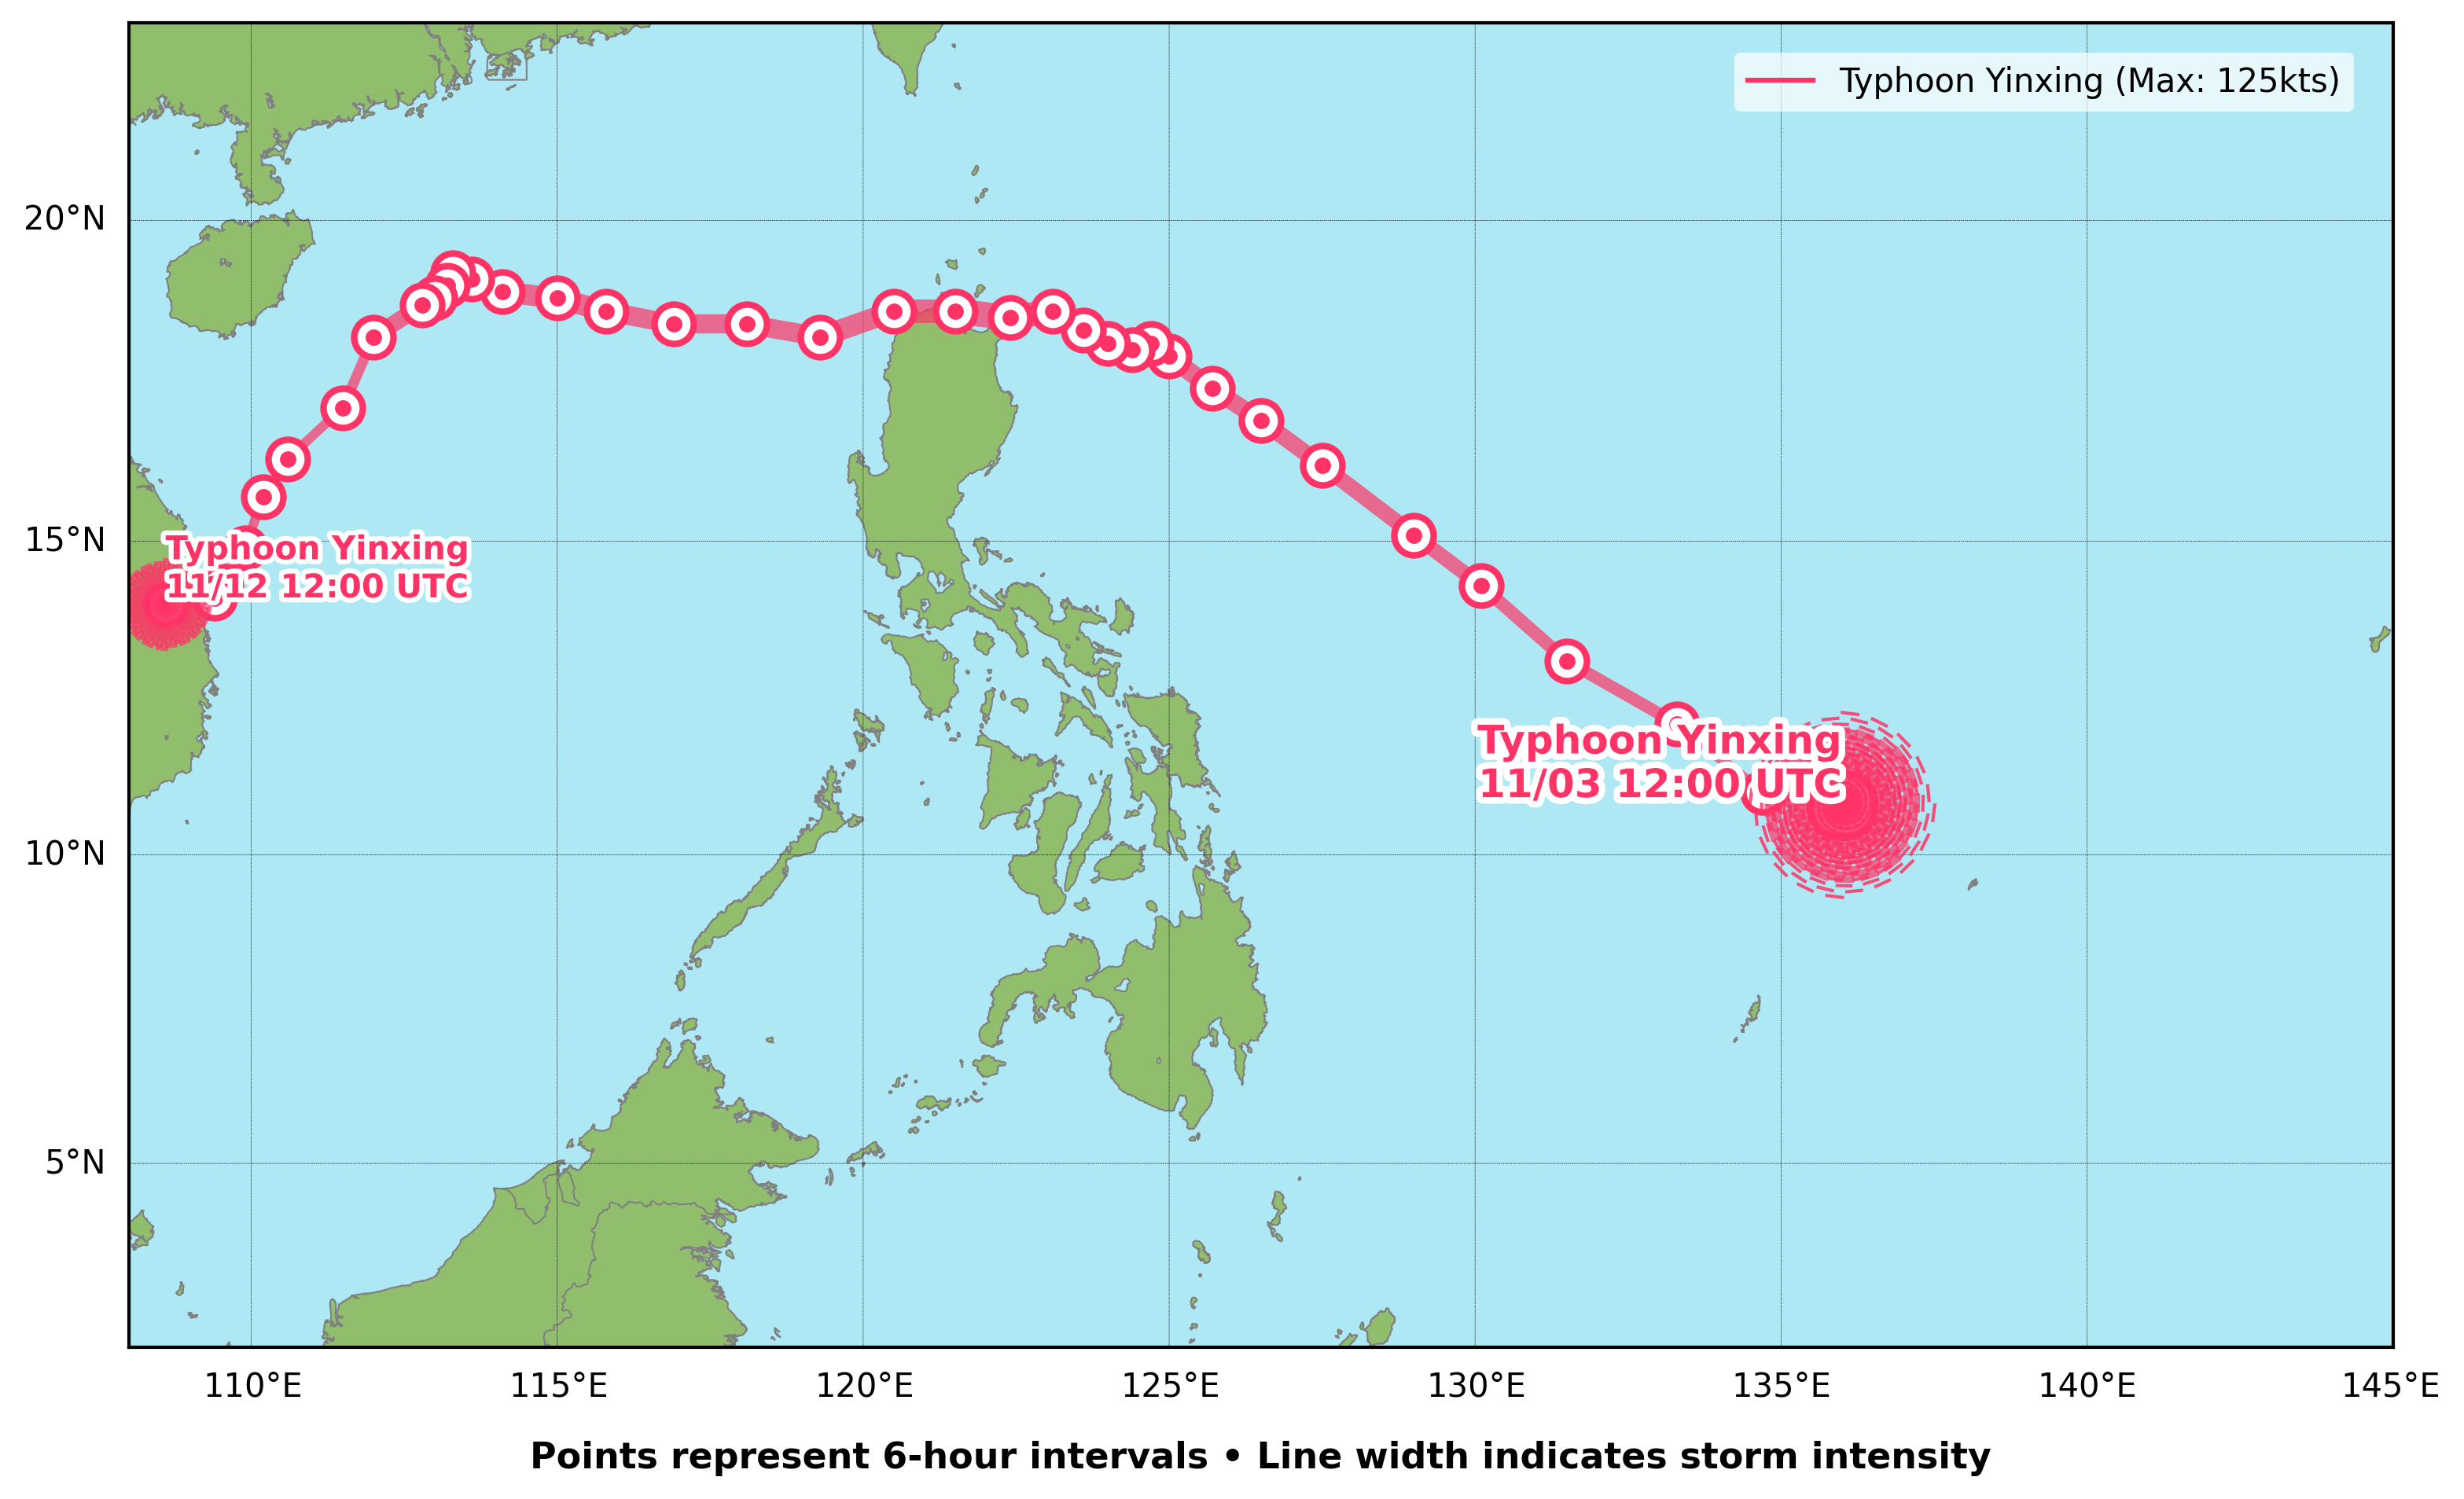 Typhoon Yinxing (Max: 125kts)
20°N
15°N
10°N
5°N
Typhoon Yinxing
11/12 12:00 UTC
Typhoon Yinxing
11/03 12:00 UTC
110°E
115°E
120°E
125°E
130°E
135°E
140°E
145°E
Points represent 6-hour intervals • Line width indicates storm intensity